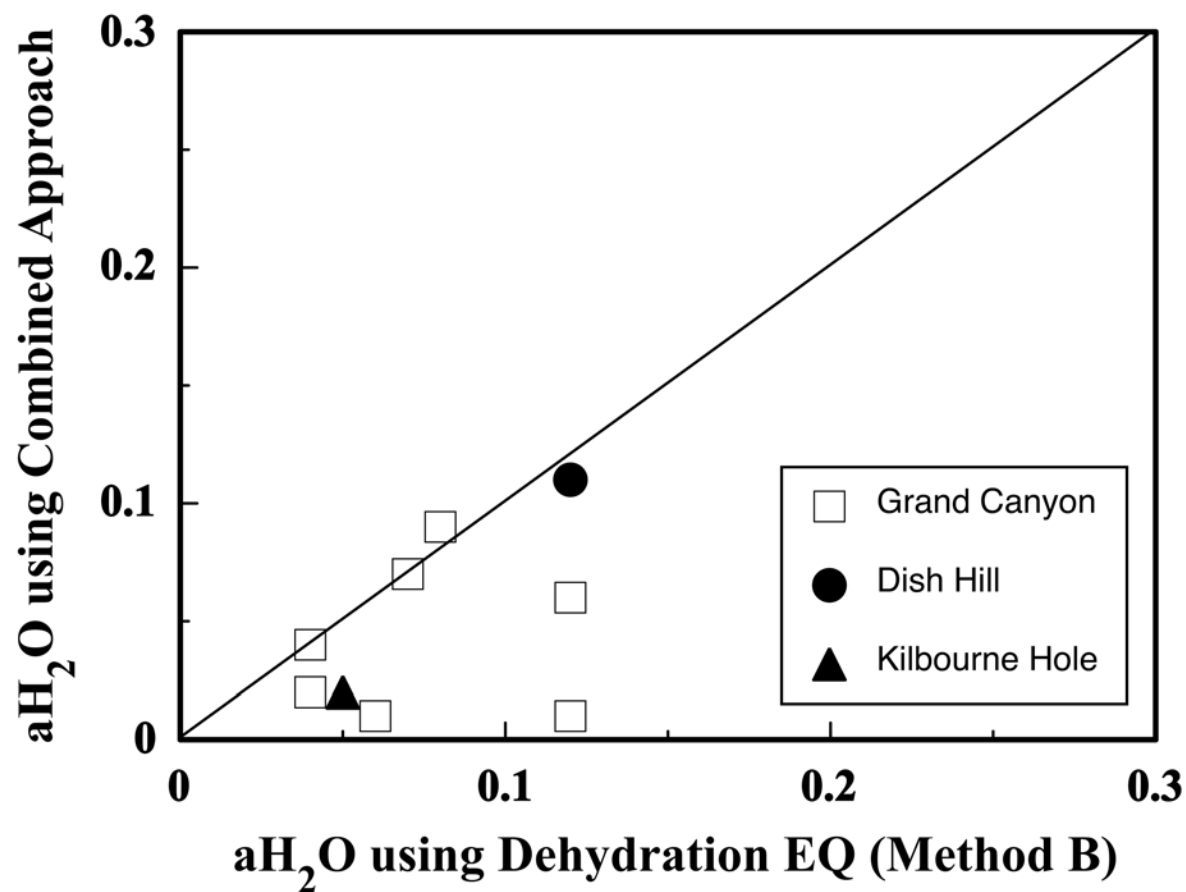 aH₂O using Combined Approach
0.3
0.2
0.1
0
0
0.1
0.2
0.3
aH₂O using Dehydration EQ (Method B)
Grand Canyon
Dish Hill
Kilbourne Hole